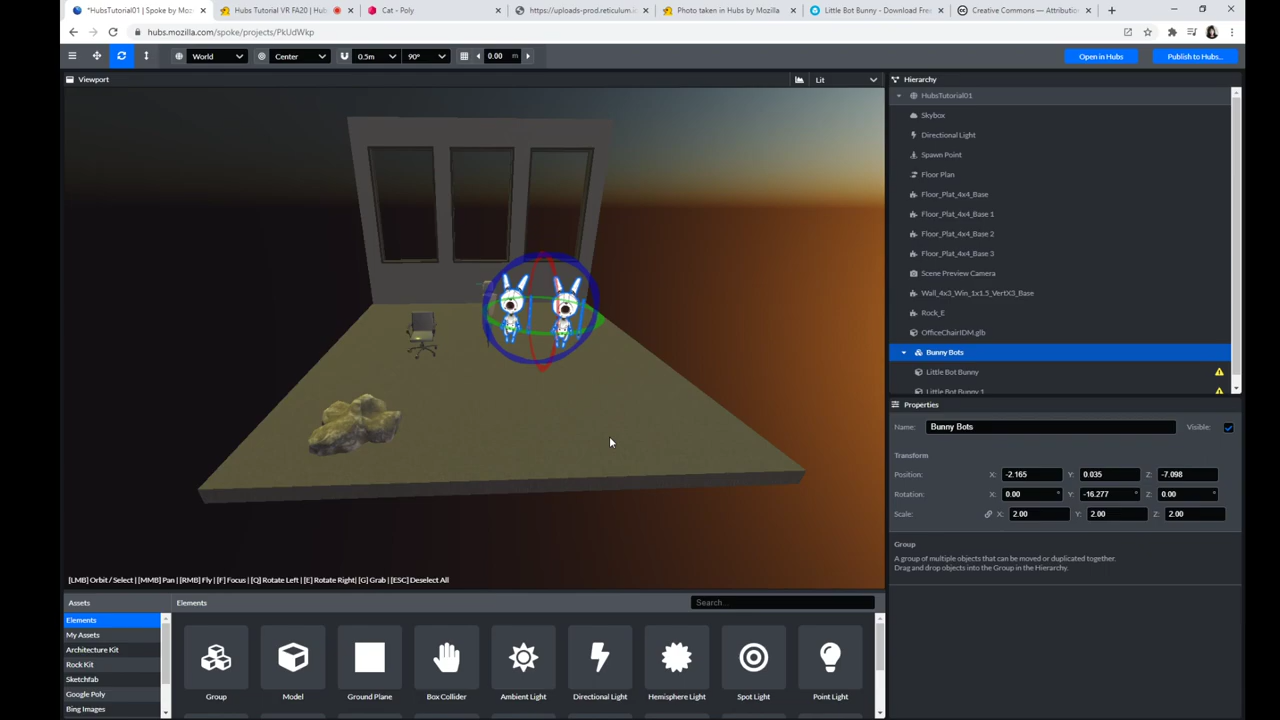 *HubsTutorial01 | Spoke by Moz
Hubs Tutorial VR FA20 | Hub
Cat - Poly
https://uploads-prod.reticulum.i
Photo taken in Hubs by Mozilla
Little Bot Bunny - Download Fre
Creative Commons — Attribution
hubs.mozilla.com/spoke/projects/PkUdWkp
World
Center
0.5m
90°
0.00 m
Open in Hubs
Publish to Hubs...
Viewport
Lit
Hierarchy
HubsTutorial01
Skybox
Directional Light
Spawn Point
Floor Plan
Floor_Plat_4x4_Base
Floor_Plat_4x4_Base 1
Floor_Plat_4x4_Base 2
Floor_Plat_4x4_Base 3
Scene Preview Camera
Wall_4x3_Win_1x1.5_VertX3_Base
Rock_E
OfficeChairIDM.glb
Bunny Bots
Little Bot Bunny
Little Bot Bunny 1
Properties
Name: Bunny Bots Visible:
Transform
Position: X: -2.165 Y: 0.035 Z: -7.098
Rotation: X: 0.00 ° Y: -16.277 ° Z: 0.00 °
Scale: X: 2.00 Y: 2.00 Z: 2.00
Group
A group of multiple objects that can be moved or duplicated together.
Drag and drop objects into the Group in the Hierarchy.
[LMB] Orbit / Select | [MMB] Pan | [RMB] Fly | [F] Focus | [Q] Rotate Left | [E] Rotate Right | [G] Grab | [ESC] Deselect All
Assets
Elements
My Assets
Architecture Kit
Rock Kit
Sketchfab
Google Poly
Bing Images
Elements
Search...
Group
Model
Ground Plane
Box Collider
Ambient Light
Directional Light
Hemisphere Light
Spot Light
Point Light